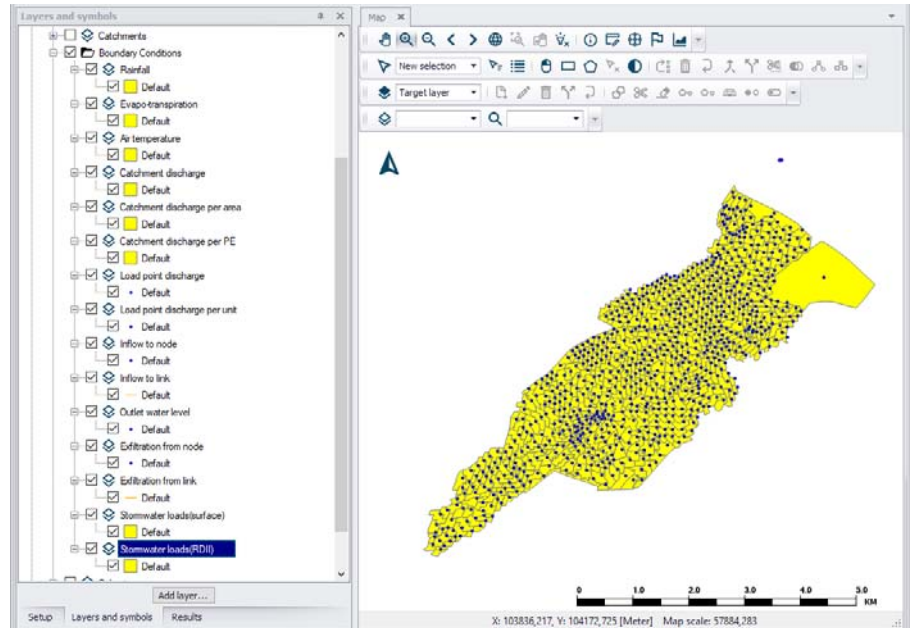 Layers and symbols
Catchments
Boundary Conditions
Rainfall
Default
Evapo-transpiration
Default
Air temperature
Default
Catchment discharge
Default
Catchment discharge per area
Default
Catchment discharge per PE
Default
Load point discharge
Default
Load point discharge per unit
Default
Inflow to node
Default
Inflow to link
Default
Outlet water level
Default
Exfiltration from node
Default
Exfiltration from link
Default
Stormwater loads(surface)
Default
Stormwater loads(RDII)
Default
Add layer...
Setup Layers and symbols Results
Map
New selection
Target layer
0 1.0 2.0 3.0 4.0 5.0
KM
X: 103836,217, Y: 104172,725 [Meter] Map scale: 57884,283